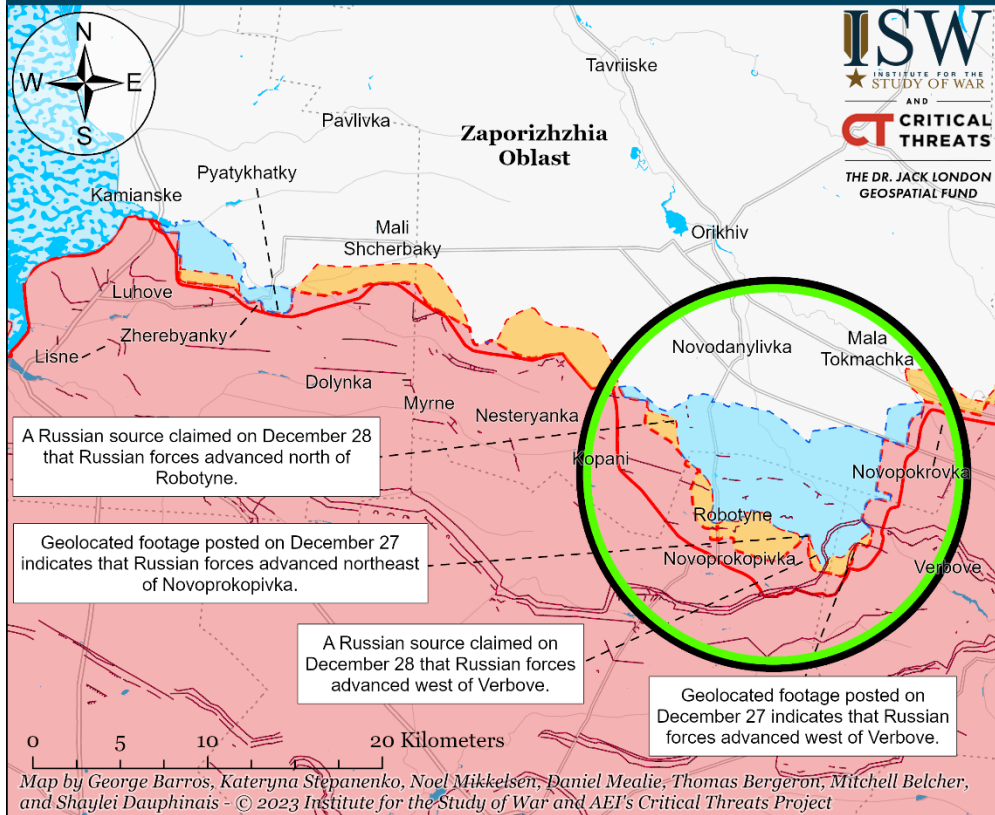 N
W
E
S
ISW
INSTITUTE FOR THE
STUDY OF WAR
AND
CT CRITICAL
THREATS
THE DR. JACK LONDON
GEOSPATIAL FUND
Tavriiske
Pavlivka
Zaporizhzhia
Oblast
Pyatykhatky
Kamianske
Mali
Shcherbaky
Orikhiv
Luhove
Zherebyanky
Lisne
Dolynka
Myrne
Nesteryanka
Novodanylivka
Mala
Tokmachka
Kopani
Novopokrovka
Robotyne
Novoprokopivka
Verbove
A Russian source claimed on December 28
that Russian forces advanced north of
Robotyne.
Geolocated footage posted on December 27
indicates that Russian forces advanced northeast
of Novoprokopivka.
A Russian source claimed on
December 28 that Russian forces
advanced west of Verbove.
Geolocated footage posted on
December 27 indicates that Russian
forces advanced west of Verbove.
0 5 10 20 Kilometers
Map by George Barros, Kateryna Stepanenko, Noel Mikkelsen, Daniel Mealie, Thomas Bergeron, Mitchell Belcher,
and Shaylei Dauphinais - © 2023 Institute for the Study of War and AEI's Critical Threats Project